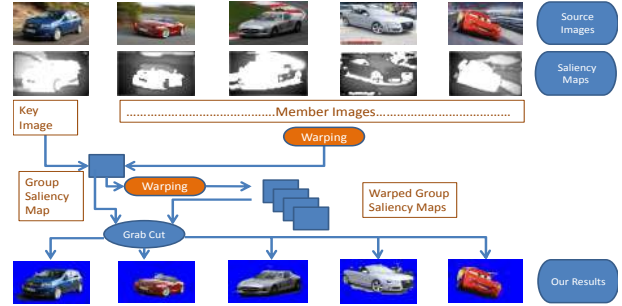 Source
Images
Saliency
Maps
Key
Image
........................................Member Images........................................
Warping
Group
Saliency
Map
Warping
Warped Group
Saliency Maps
Grab Cut
Our Results